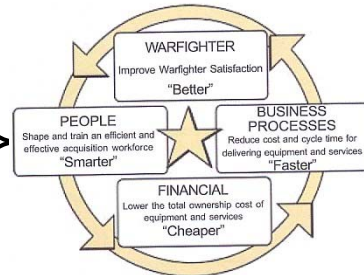 WARFIGHTER
Improve Warfighter Satisfaction
"Better"
>
PEOPLE
Shape and train an efficient and
effective acquisition workforce
"Smarter"
BUSINESS
PROCESSES
Reduce cost and cycle time for
delivering equipment and services
"Faster"
FINANCIAL
Lower the total ownership cost of
equipment and services
"Cheaper"